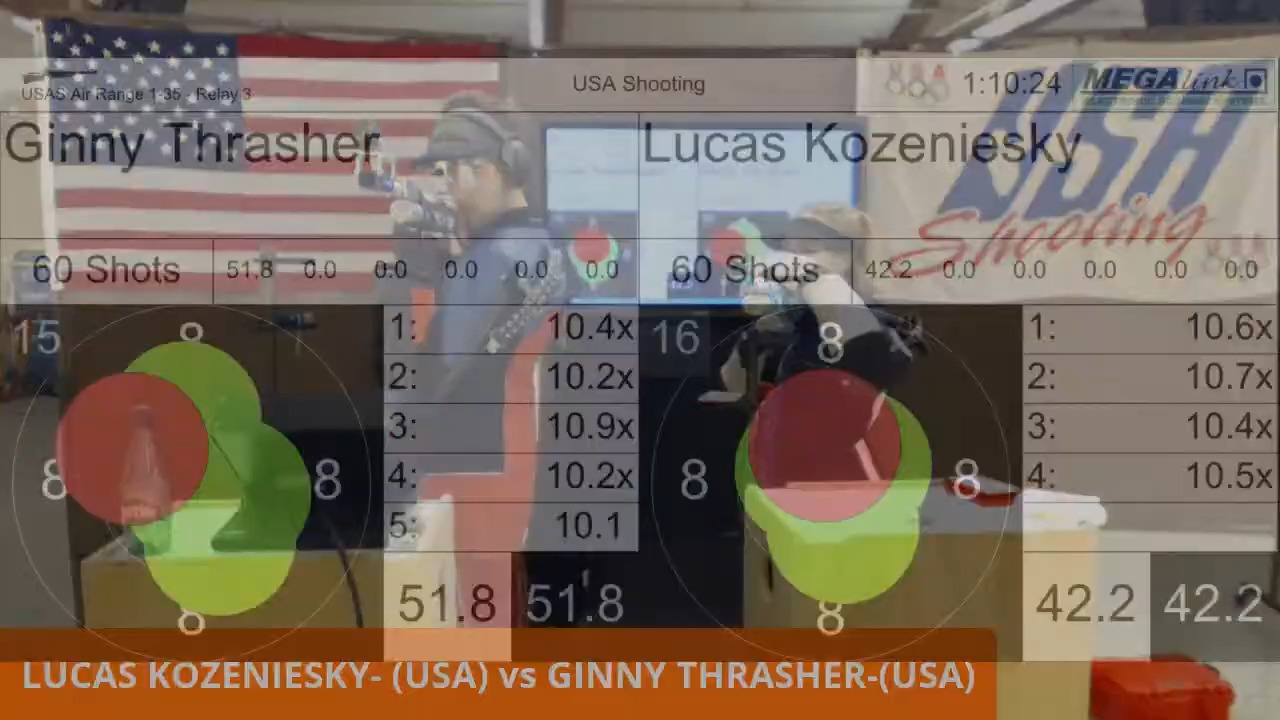 USA Shooting
1:10:24
MEGAlink
USAS Air Range 1-35 - Relay 3
Ginny Thrasher
Lucas Kozeniesky
USA
Shooting
60 Shots 51.8 0.0 0.0 0.0 0.0 0.0
60 Shots 42.2 0.0 0.0 0.0 0.0 0.0
15
8
8
8
8
1: 10.4x
2: 10.2x
3: 10.9x
4: 10.2x
5: 10.1
51.8 51.8
16
8
8
8
8
1: 10.6x
2: 10.7x
3: 10.4x
4: 10.5x
42.2 42.2
LUCAS KOZENIESKY- (USA) vs GINNY THRASHER-(USA)